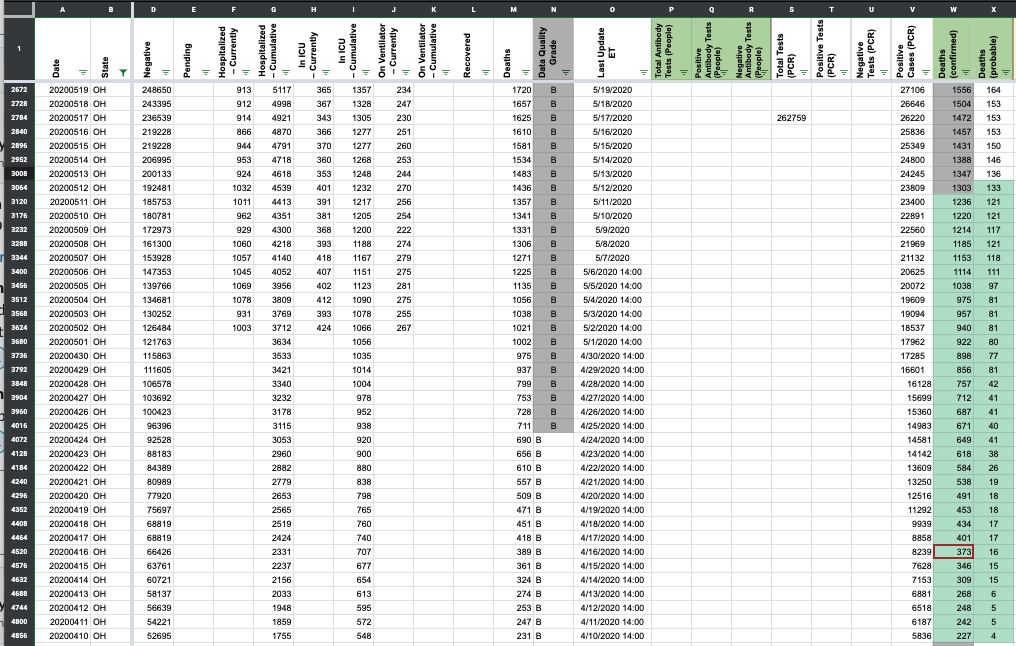 A B D E F G H I J K L M N O P Q R S T U V W X
1 Date State Negative Pending Hospitalized – Currently Hospitalized – Cumulative In ICU – Currently In ICU – Cumulative On Ventilator – Currently On Ventilator – Cumulative Recovered Deaths Data Quality Grade Last Update ET Total Antibody Tests (People) Positive Antibody Tests (People) Negative Antibody Tests (People) Total Tests (PCR) Positive Tests (PCR) Negative Tests (PCR) Positive Cases (PCR) Deaths (confirmed) Deaths (probable)
2672 20200519 OH 248650 913 5117 365 1357 234 1720 B 5/19/2020 27106 1556 164
2728 20200518 OH 243395 912 4998 367 1328 247 1657 B 5/18/2020 26646 1504 153
2784 20200517 OH 236539 914 4921 343 1305 230 1625 B 5/17/2020 262759 26220 1472 153
2840 20200516 OH 219228 866 4870 366 1277 251 1610 B 5/16/2020 25836 1457 153
2896 20200515 OH 219228 944 4791 370 1277 260 1581 B 5/15/2020 25349 1431 150
2952 20200514 OH 206995 953 4718 360 1268 253 1534 B 5/14/2020 24800 1388 146
3008 20200513 OH 200133 924 4618 353 1248 244 1483 B 5/13/2020 24245 1347 136
3064 20200512 OH 192481 1032 4539 401 1232 270 1436 B 5/12/2020 23809 1303 133
3120 20200511 OH 185753 1011 4413 391 1217 256 1357 B 5/11/2020 23400 1236 121
3176 20200510 OH 180781 962 4351 381 1205 254 1341 B 5/10/2020 22891 1220 121
3232 20200509 OH 172973 929 4300 368 1200 222 1331 B 5/9/2020 22560 1214 117
3288 20200508 OH 161300 1060 4218 393 1188 274 1306 B 5/8/2020 21969 1185 121
3344 20200507 OH 153928 1057 4140 418 1167 279 1271 B 5/7/2020 21132 1153 118
3400 20200506 OH 147353 1045 4052 407 1151 275 1225 B 5/6/2020 14:00 20625 1114 111
3456 20200505 OH 139766 1069 3956 402 1123 281 1135 B 5/5/2020 14:00 20072 1038 97
3512 20200504 OH 134681 1078 3809 412 1090 275 1056 B 5/4/2020 14:00 19609 975 81
3568 20200503 OH 130252 931 3769 393 1078 255 1038 B 5/3/2020 14:00 19094 957 81
3624 20200502 OH 126484 1003 3712 424 1066 267 1021 B 5/2/2020 14:00 18537 940 81
3680 20200501 OH 121763 3634 1056 1002 B 5/1/2020 14:00 17962 922 80
3736 20200430 OH 115863 3533 1035 975 B 4/30/2020 14:00 17285 898 77
3792 20200429 OH 111605 3421 1014 937 B 4/29/2020 14:00 16601 856 81
3848 20200428 OH 106578 3340 1004 799 B 4/28/2020 14:00 16128 757 42
3904 20200427 OH 103692 3232 978 753 B 4/27/2020 14:00 15699 712 41
3960 20200426 OH 100423 3178 952 728 B 4/26/2020 14:00 15360 687 41
4016 20200425 OH 96396 3115 938 711 B 4/25/2020 14:00 14983 671 40
4072 20200424 OH 92528 3053 920 690 B 4/24/2020 14:00 14581 649 41
4128 20200423 OH 88183 2960 900 656 B 4/23/2020 14:00 14142 618 38
4184 20200422 OH 84389 2882 880 610 B 4/22/2020 14:00 13609 584 26
4240 20200421 OH 80989 2779 838 557 B 4/21/2020 14:00 13250 538 19
4296 20200420 OH 77920 2653 798 509 B 4/20/2020 14:00 12516 491 18
4352 20200419 OH 75697 2565 765 471 B 4/19/2020 14:00 11292 453 18
4408 20200418 OH 68819 2519 760 451 B 4/18/2020 14:00 9939 434 17
4464 20200417 OH 68819 2424 740 418 B 4/17/2020 14:00 8858 401 17
4520 20200416 OH 66426 2331 707 389 B 4/16/2020 14:00 8239 373 16
4576 20200415 OH 63761 2237 677 361 B 4/15/2020 14:00 7628 346 15
4632 20200414 OH 60721 2156 654 324 B 4/14/2020 14:00 7153 309 15
4688 20200413 OH 58137 2033 613 274 B 4/13/2020 14:00 6881 268 6
4744 20200412 OH 56639 1948 595 253 B 4/12/2020 14:00 6518 248 5
4800 20200411 OH 54221 1859 572 247 B 4/11/2020 14:00 6187 242 5
4856 20200410 OH 52695 1755 548 231 B 4/10/2020 14:00 5836 227 4